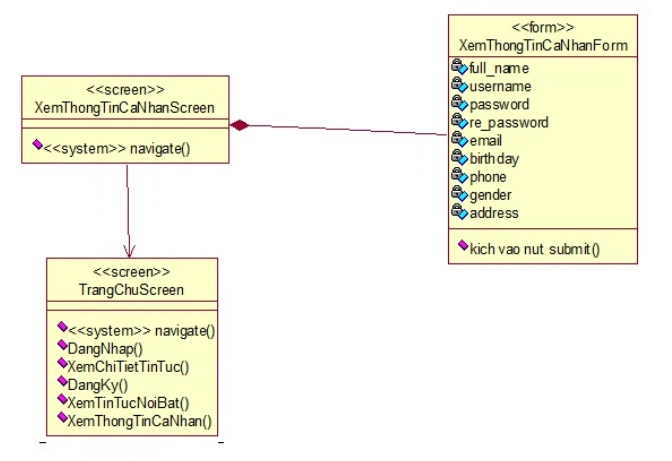 <<screen>>
XemThongTinCaNhanScreen
<<system>> navigate()
<<form>>
XemThongTinCaNhanForm
full_name
username
password
re_password
email
birthday
phone
gender
address
kich vao nut submit()
<<screen>>
TrangChuScreen
<<system>> navigate()
DangNhap()
XemChiTietTinTuc()
DangKy()
XemTinTucNoiBat()
XemThongTinCaNhan()